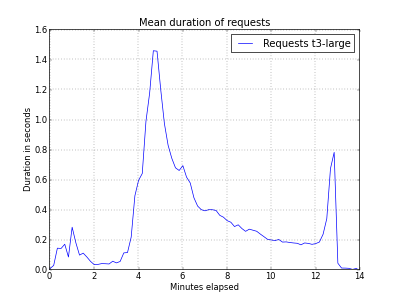 Mean duration of requests
Requests t3-large
Duration in seconds
1.6
1.4
1.2
1.0
0.8
0.6
0.4
0.2
0.0
0 2 4 6 8 10 12 14
Minutes elapsed